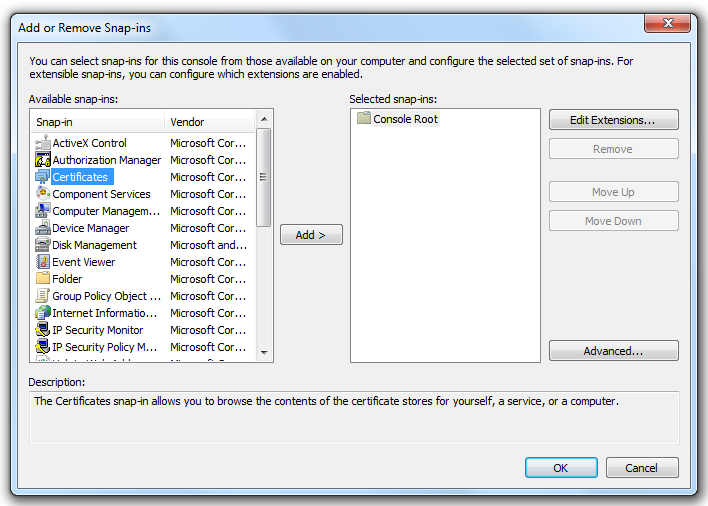 Add or Remove Snap-ins
You can select snap-ins for this console from those available on your computer and configure the selected set of snap-ins. For
extensible snap-ins, you can configure which extensions are enabled.
Available snap-ins:
Snap-in Vendor
ActiveX Control Microsoft Cor...
Authorization Manager Microsoft Cor...
Certificates Microsoft Cor...
Component Services Microsoft Cor...
Computer Managem... Microsoft Cor...
Device Manager Microsoft Cor...
Disk Management Microsoft and...
Event Viewer Microsoft Cor...
Folder Microsoft Cor...
Group Policy Object ... Microsoft Cor...
Internet Informatio... Microsoft Cor...
IP Security Monitor Microsoft Cor...
IP Security Policy M... Microsoft Cor...
Add >
Selected snap-ins:
Console Root
Edit Extensions...
Remove
Move Up
Move Down
Advanced...
Description:
The Certificates snap-in allows you to browse the contents of the certificate stores for yourself, a service, or a computer.
OK
Cancel